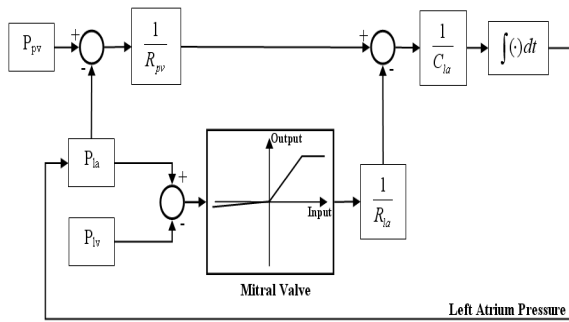 P_pv
+
-
1
R_pv
+
-
1
C_la
∫(·)dt
P_la
+
-
P_lv
Output
Input
1
R_la
Mitral Valve
Left Atrium Pressure